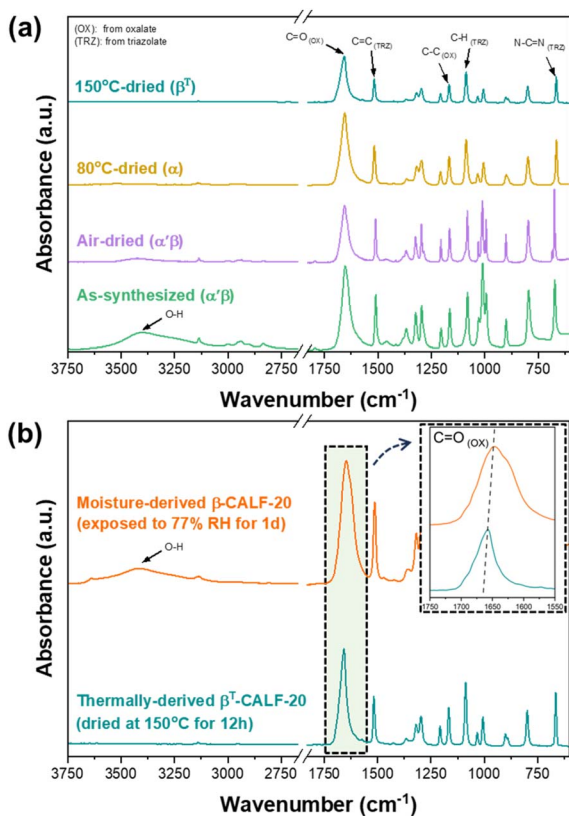 (a)
(OX): from oxalate
(TRZ): from triazolate
C=O (OX)
C=C (TRZ)
C-C (OX)
C-H (TRZ)
N-C=N (TRZ)
150ºC-dried (βᵀ)
80ºC-dried (α)
Air-dried (α'β)
As-synthesized (α'β)
O-H
Absorbance (a.u.)
3750 3500 3250 3000 2750 1750 1500 1250 1000 750
Wavenumber (cm⁻¹)
(b)
C=O (OX)
1750 1700 1650 1600 1550
Moisture-derived β-CALF-20
(exposed to 77% RH for 1d)
O-H
Thermally-derived βᵀ-CALF-20
(dried at 150°C for 12h)
Absorbance (a.u.)
3750 3500 3250 3000 2750 1750 1500 1250 1000 750
Wavenumber (cm⁻¹)